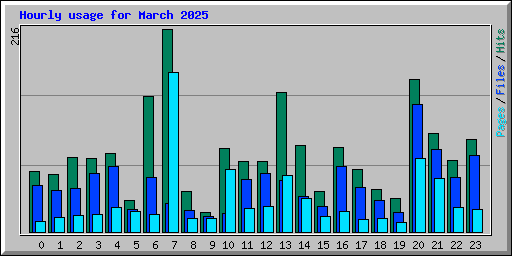 Hourly usage for March 2025
216
Pages/Files/Hits
0 1 2 3 4 5 6 7 8 9 10 11 12 13 14 15 16 17 18 19 20 21 22 23